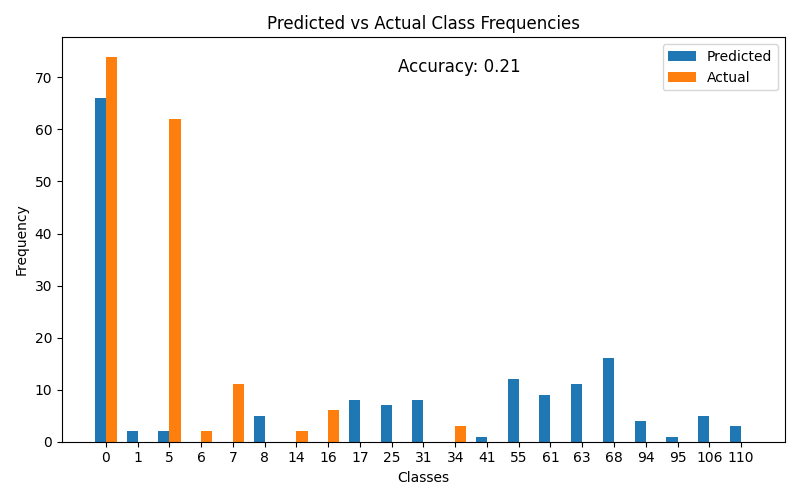 Predicted vs Actual Class Frequencies
Accuracy: 0.21
Predicted
Actual
Frequency
70
60
50
40
30
20
10
0
0 1 5 6 7 8 14 16 17 25 31 34 41 55 61 63 68 94 95 106 110
Classes